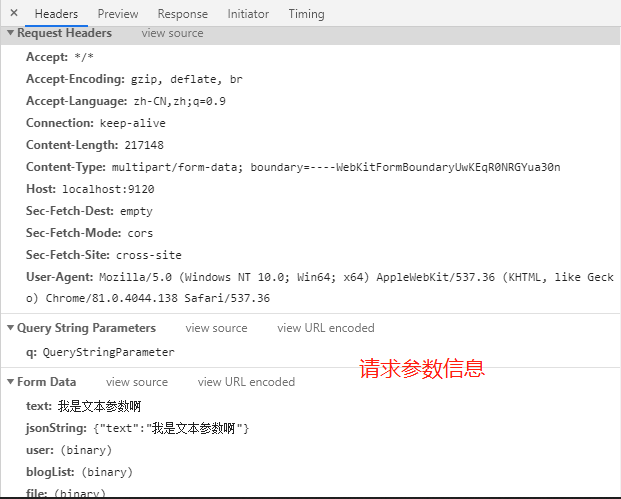 × Headers Preview Response Initiator Timing
▼Request Headers view source
Accept: */*
Accept-Encoding: gzip, deflate, br
Accept-Language: zh-CN,zh;q=0.9
Connection: keep-alive
Content-Length: 217148
Content-Type: multipart/form-data; boundary=----WebKitFormBoundaryUwKEqR0NRGYua30n
Host: localhost:9120
Sec-Fetch-Dest: empty
Sec-Fetch-Mode: cors
Sec-Fetch-Site: cross-site
User-Agent: Mozilla/5.0 (Windows NT 10.0; Win64; x64) AppleWebKit/537.36 (KHTML, like Geck
o) Chrome/81.0.4044.138 Safari/537.36
▼Query String Parameters view source view URL encoded
q: QueryStringParameter
请求参数信息
▼Form Data view source view URL encoded
text: 我是文本参数啊
jsonString: {"text":"我是文本参数啊"}
user: (binary)
blogList: (binary)
file: (binary)